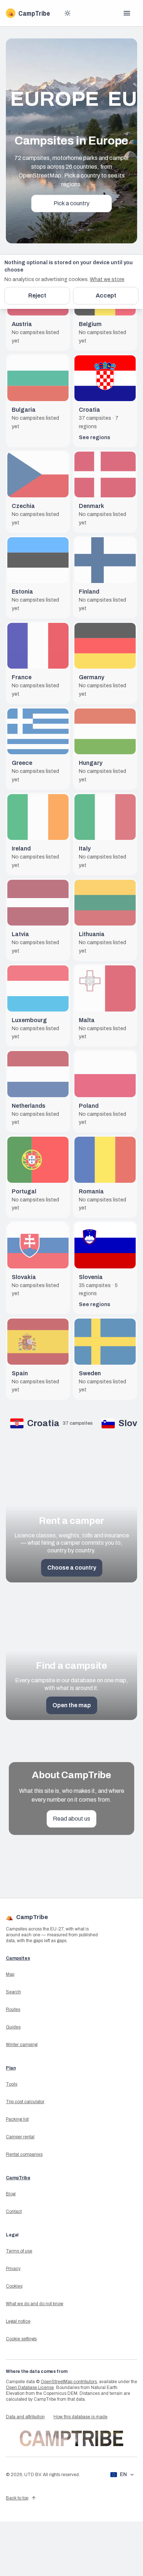 CampTribe
EUROPE EU
Campsites in Europe
72 campsites, motorhome parks and camper
stops across 26 countries, from
OpenStreetMap. Pick a country to see its
regions.
Pick a country
Nothing optional is stored on your device until you
choose
No analytics or advertising cookies. What we store
Reject
Accept
Austria
No campsites listed
yet
Belgium
No campsites listed
yet
Bulgaria
No campsites listed
yet
Croatia
37 campsites · 7
regions
See regions
Czechia
No campsites listed
yet
Denmark
No campsites listed
yet
Estonia
No campsites listed
yet
Finland
No campsites listed
yet
France
No campsites listed
yet
Germany
No campsites listed
yet
Greece
No campsites listed
yet
Hungary
No campsites listed
yet
Ireland
No campsites listed
yet
Italy
No campsites listed
yet
Latvia
No campsites listed
yet
Lithuania
No campsites listed
yet
Luxembourg
No campsites listed
yet
Malta
No campsites listed
yet
Netherlands
No campsites listed
yet
Poland
No campsites listed
yet
Portugal
No campsites listed
yet
Romania
No campsites listed
yet
Slovakia
No campsites listed
yet
Slovenia
35 campsites · 8
regions
See regions
Spain
No campsites listed
yet
Sweden
No campsites listed
yet
Croatia 37 campsites Slov
Rent a camper
Licence classes, weights, tolls and insurance
— what hiring a camper commits you to,
country by country.
Choose a country
Find a campsite
Every campsite in our database on one map,
with what is around it.
Open the map
About CampTribe
What this site is, what it measures, and where
every number on it comes from.
Read about us
CampTribe
Campsites across the EU-27, with what is
around each one — measured from published
data, with the gaps left as gaps.
Campsites
Map
Search
Routes
Guides
Winter camping
Plan
Tools
Trip cost calculator
Packing list
Camper rental
Rental companies
CampTribe
Blog
Contact
Legal
Terms of use
Privacy
Cookies
What we do and do not know
Legal notice
Cookie settings
Where the data comes from
Campsite data © OpenStreetMap contributors, available under the
Open Database License. Boundaries from Natural Earth.
Elevation from the Copernicus DEM. Distances and terrain are
calculated by CampTribe from that data.
Data and attribution
How this database is made
CAMPTRIBE
© 2026. UTG BV. All rights reserved.
EN
Back to top